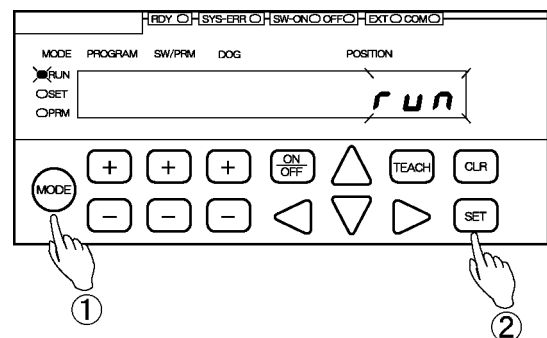 RDY SYS-ERR SW-ON OFF EXT COM
MODE PROGRAM SW/PRM DOG POSITION
RUN
SET
PRM
run
+ + + ON OFF TEACH CLR
MODE
- - - SET
① ②